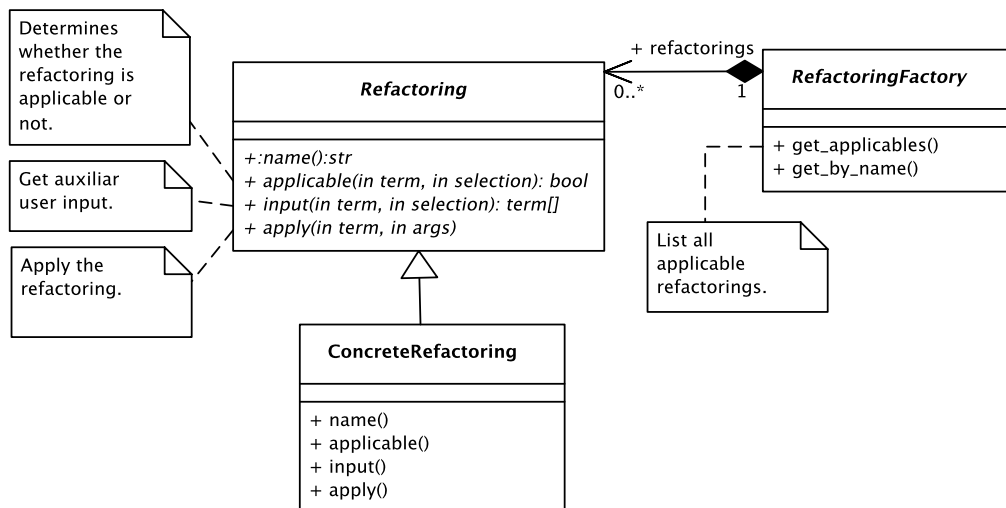 Determines
whether the
refactoring is
applicable or
not.
Get auxiliar
user input.
Apply the
refactoring.
Refactoring
+:name():str
+ applicable(in term, in selection): bool
+ input(in term, in selection): term[]
+ apply(in term, in args)
+ refactorings
0..*
1
RefactoringFactory
+ get_applicables()
+ get_by_name()
List all
applicable
refactorings.
ConcreteRefactoring
+ name()
+ applicable()
+ input()
+ apply()